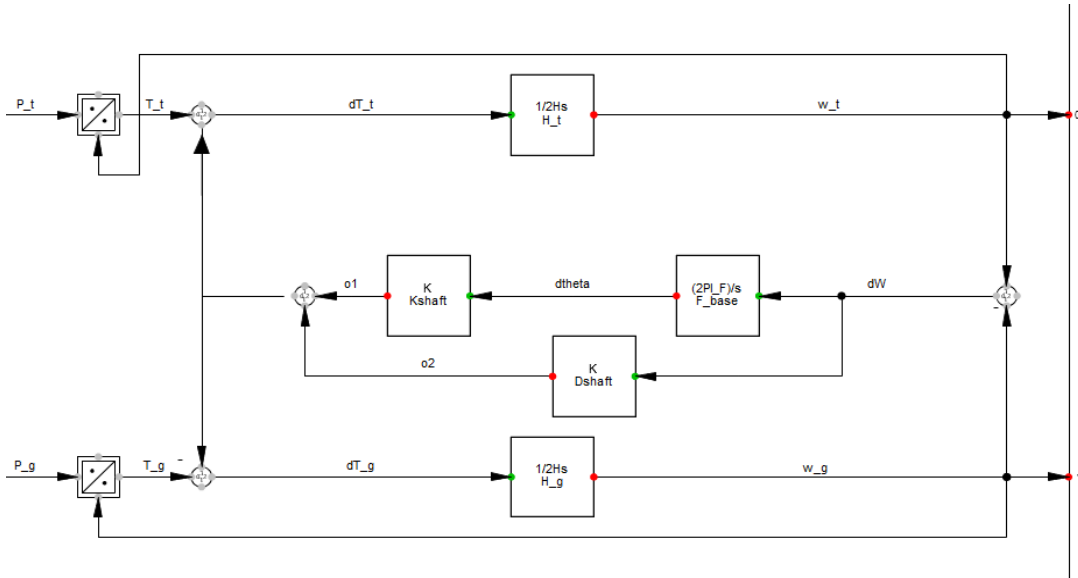 P_t
T_t
dT_t
1/2Hs
H_t
w_t
o1
K
Kshaft
dtheta
(2PI_F)/s
F_base
dW
-
o2
K
Dshaft
P_g
T_g
-
dT_g
1/2Hs
H_g
w_g